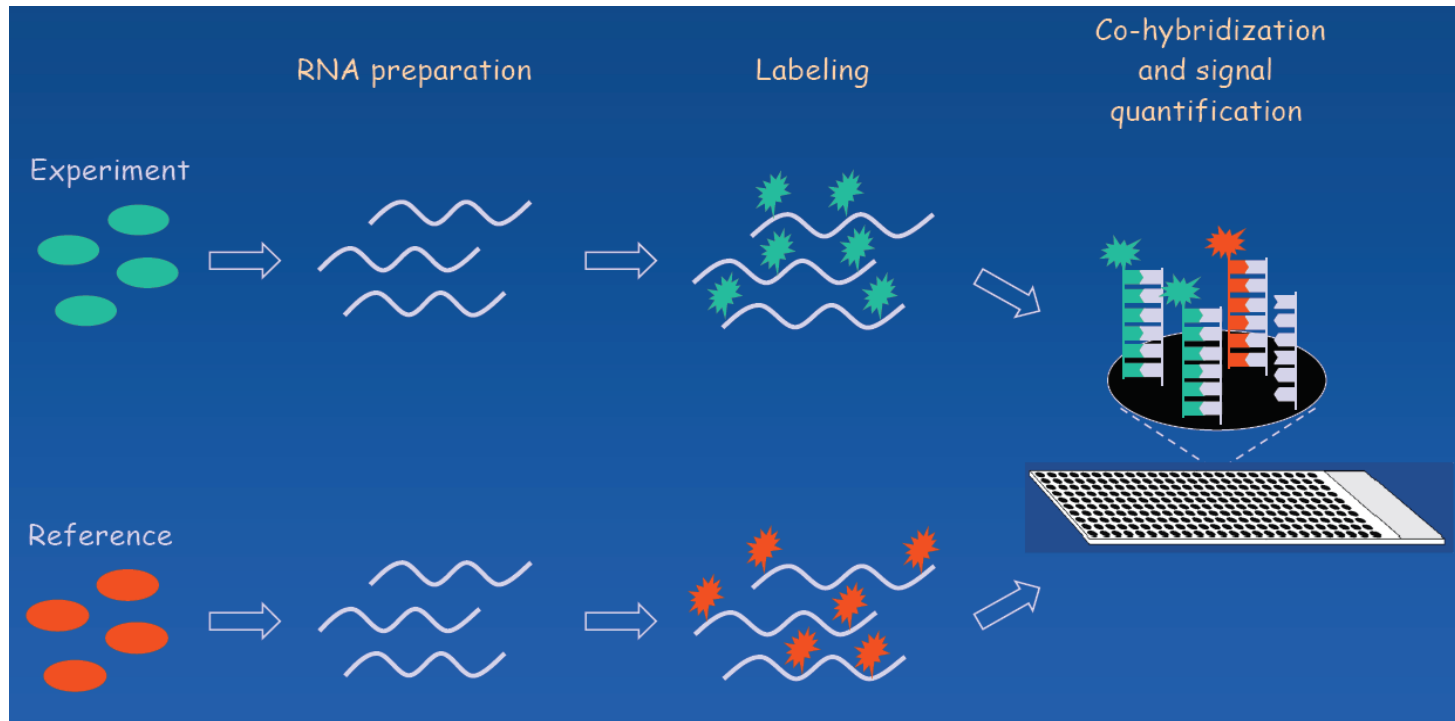 RNA preparation
Labeling
Co-hybridization
and signal
quantification
Experiment
Reference